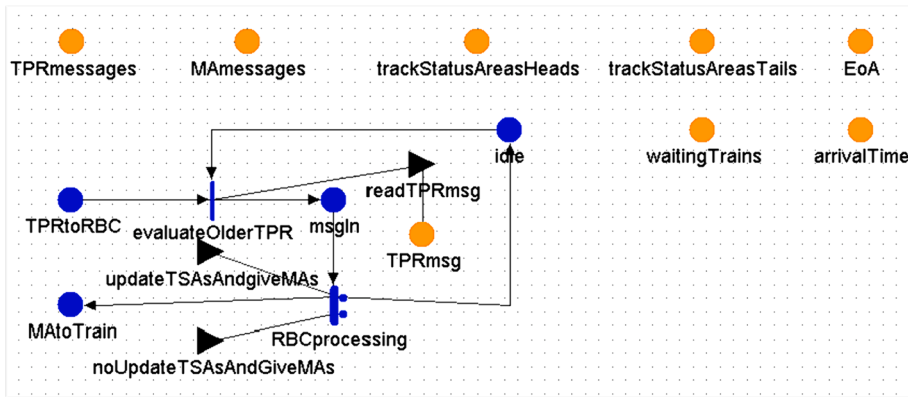 TPRmessages
MAmessages
trackStatusAreasHeads
trackStatusAreasTails
EoA
idle
waitingTrains
arrivalTime
readTPRmsg
TPRtoRBC
evaluateOlderTPR
msgIn
TPRmsg
updateTSAsAndgiveMAs
MAtoTrain
RBCprocessing
noUpdateTSAsAndGiveMAs